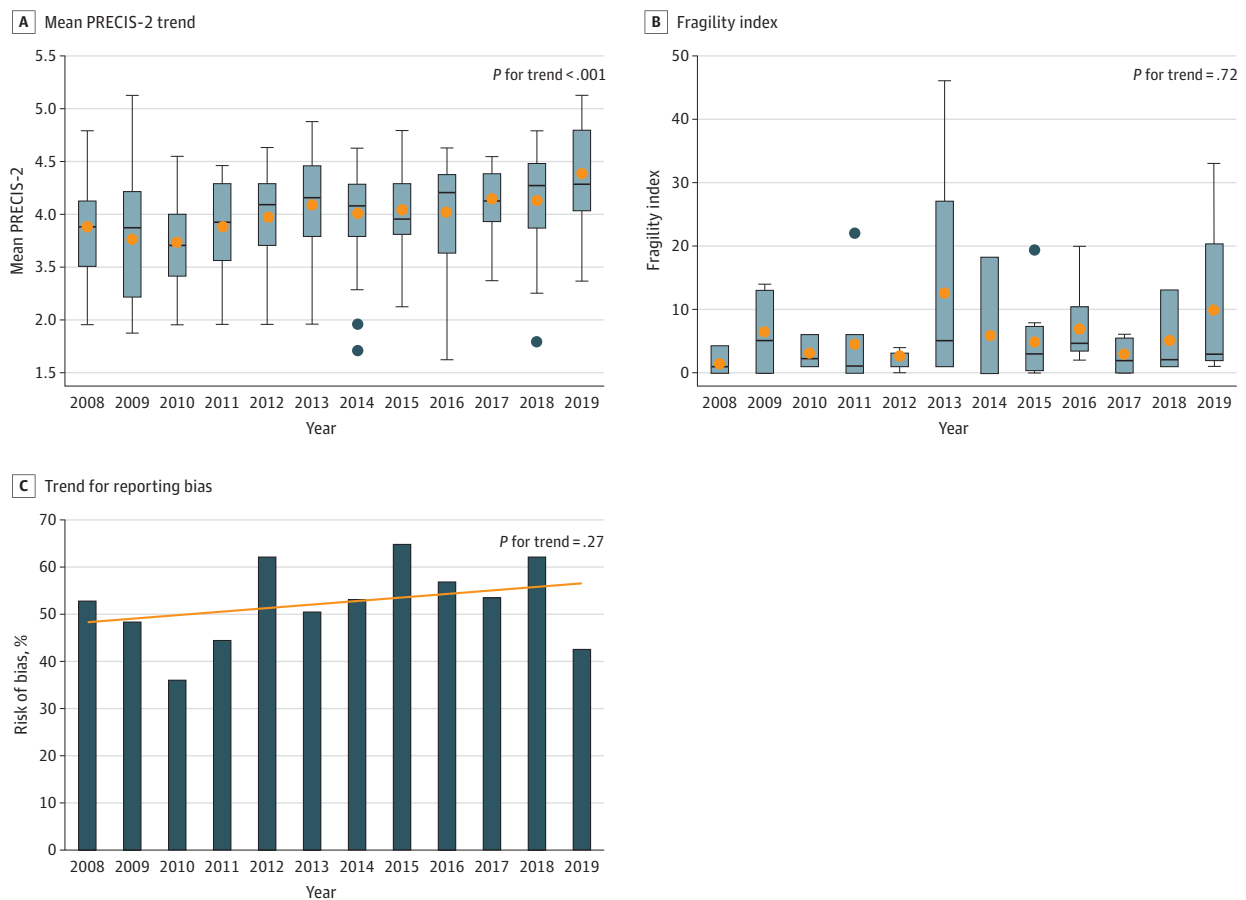 A Mean PRECIS-2 trend
5.5
5.0
4.5
4.0
3.5
2.0
1.5
Mean PRECIS-2
P for trend <.001
2008 2009 2010 2011 2012 2013 2014 2015 2016 2017 2018 2019
Year
B Fragility index
50
40
30
20
10
0
Fragility index
P for trend = .72
2008 2009 2010 2011 2012 2013 2014 2015 2016 2017 2018 2019
Year
C Trend for reporting bias
70
60
50
40
30
20
10
0
Risk of bias, %
P for trend = .27
2008 2009 2010 2011 2012 2013 2014 2015 2016 2017 2018 2019
Year